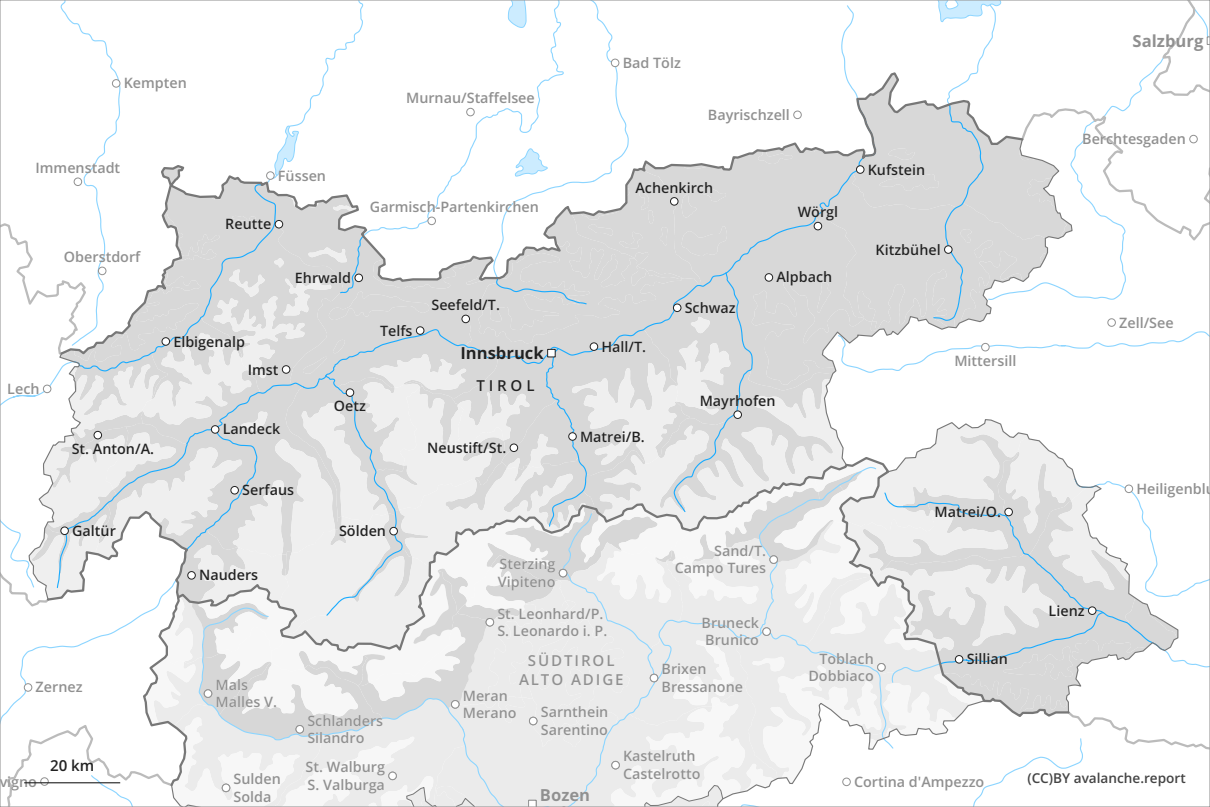 Salzburg
Bad Tölz
Kempten
Murnau/Staffelsee
Bayrischzell
Berchtesgaden
Immenstadt
Füssen
Kufstein
Achenkirch
Garmisch-Partenkirchen
Wörgl
Reutte
Kitzbühel
Oberstdorf
Ehrwald
Alpbach
Seefeld/T.
Schwaz
Zell/See
Telfs
Elbigenalp
Innsbruck
Hall/T.
Mittersill
Imst
Lech
TIROL
Oetz
Mayrhofen
Landeck
Matrei/B.
St. Anton/A.
Neustift/St.
Serfaus
Heiligenblu
Matrei/O.
Galtür
Sölden
Sand/T.
Campo Tures
Sterzing
Vipiteno
Nauders
Lienz
St. Leonhard/P.
S. Leonardo i. P.
Bruneck
Brunico
SÜDTIROL
ALTO ADIGE
Sillian
Toblach
Dobbiaco
Brixen
Bressanone
Zernez
Mals
Malles V.
Meran
Merano
Sarnthein
Sarentino
Schlanders
Silandro
Kastelruth
Castelrotto
20 km
St. Walburg
S. Valburga
vigno
Sulden
Solda
Cortina d'Ampezzo
(CC)BY avalanche.report
Bozen